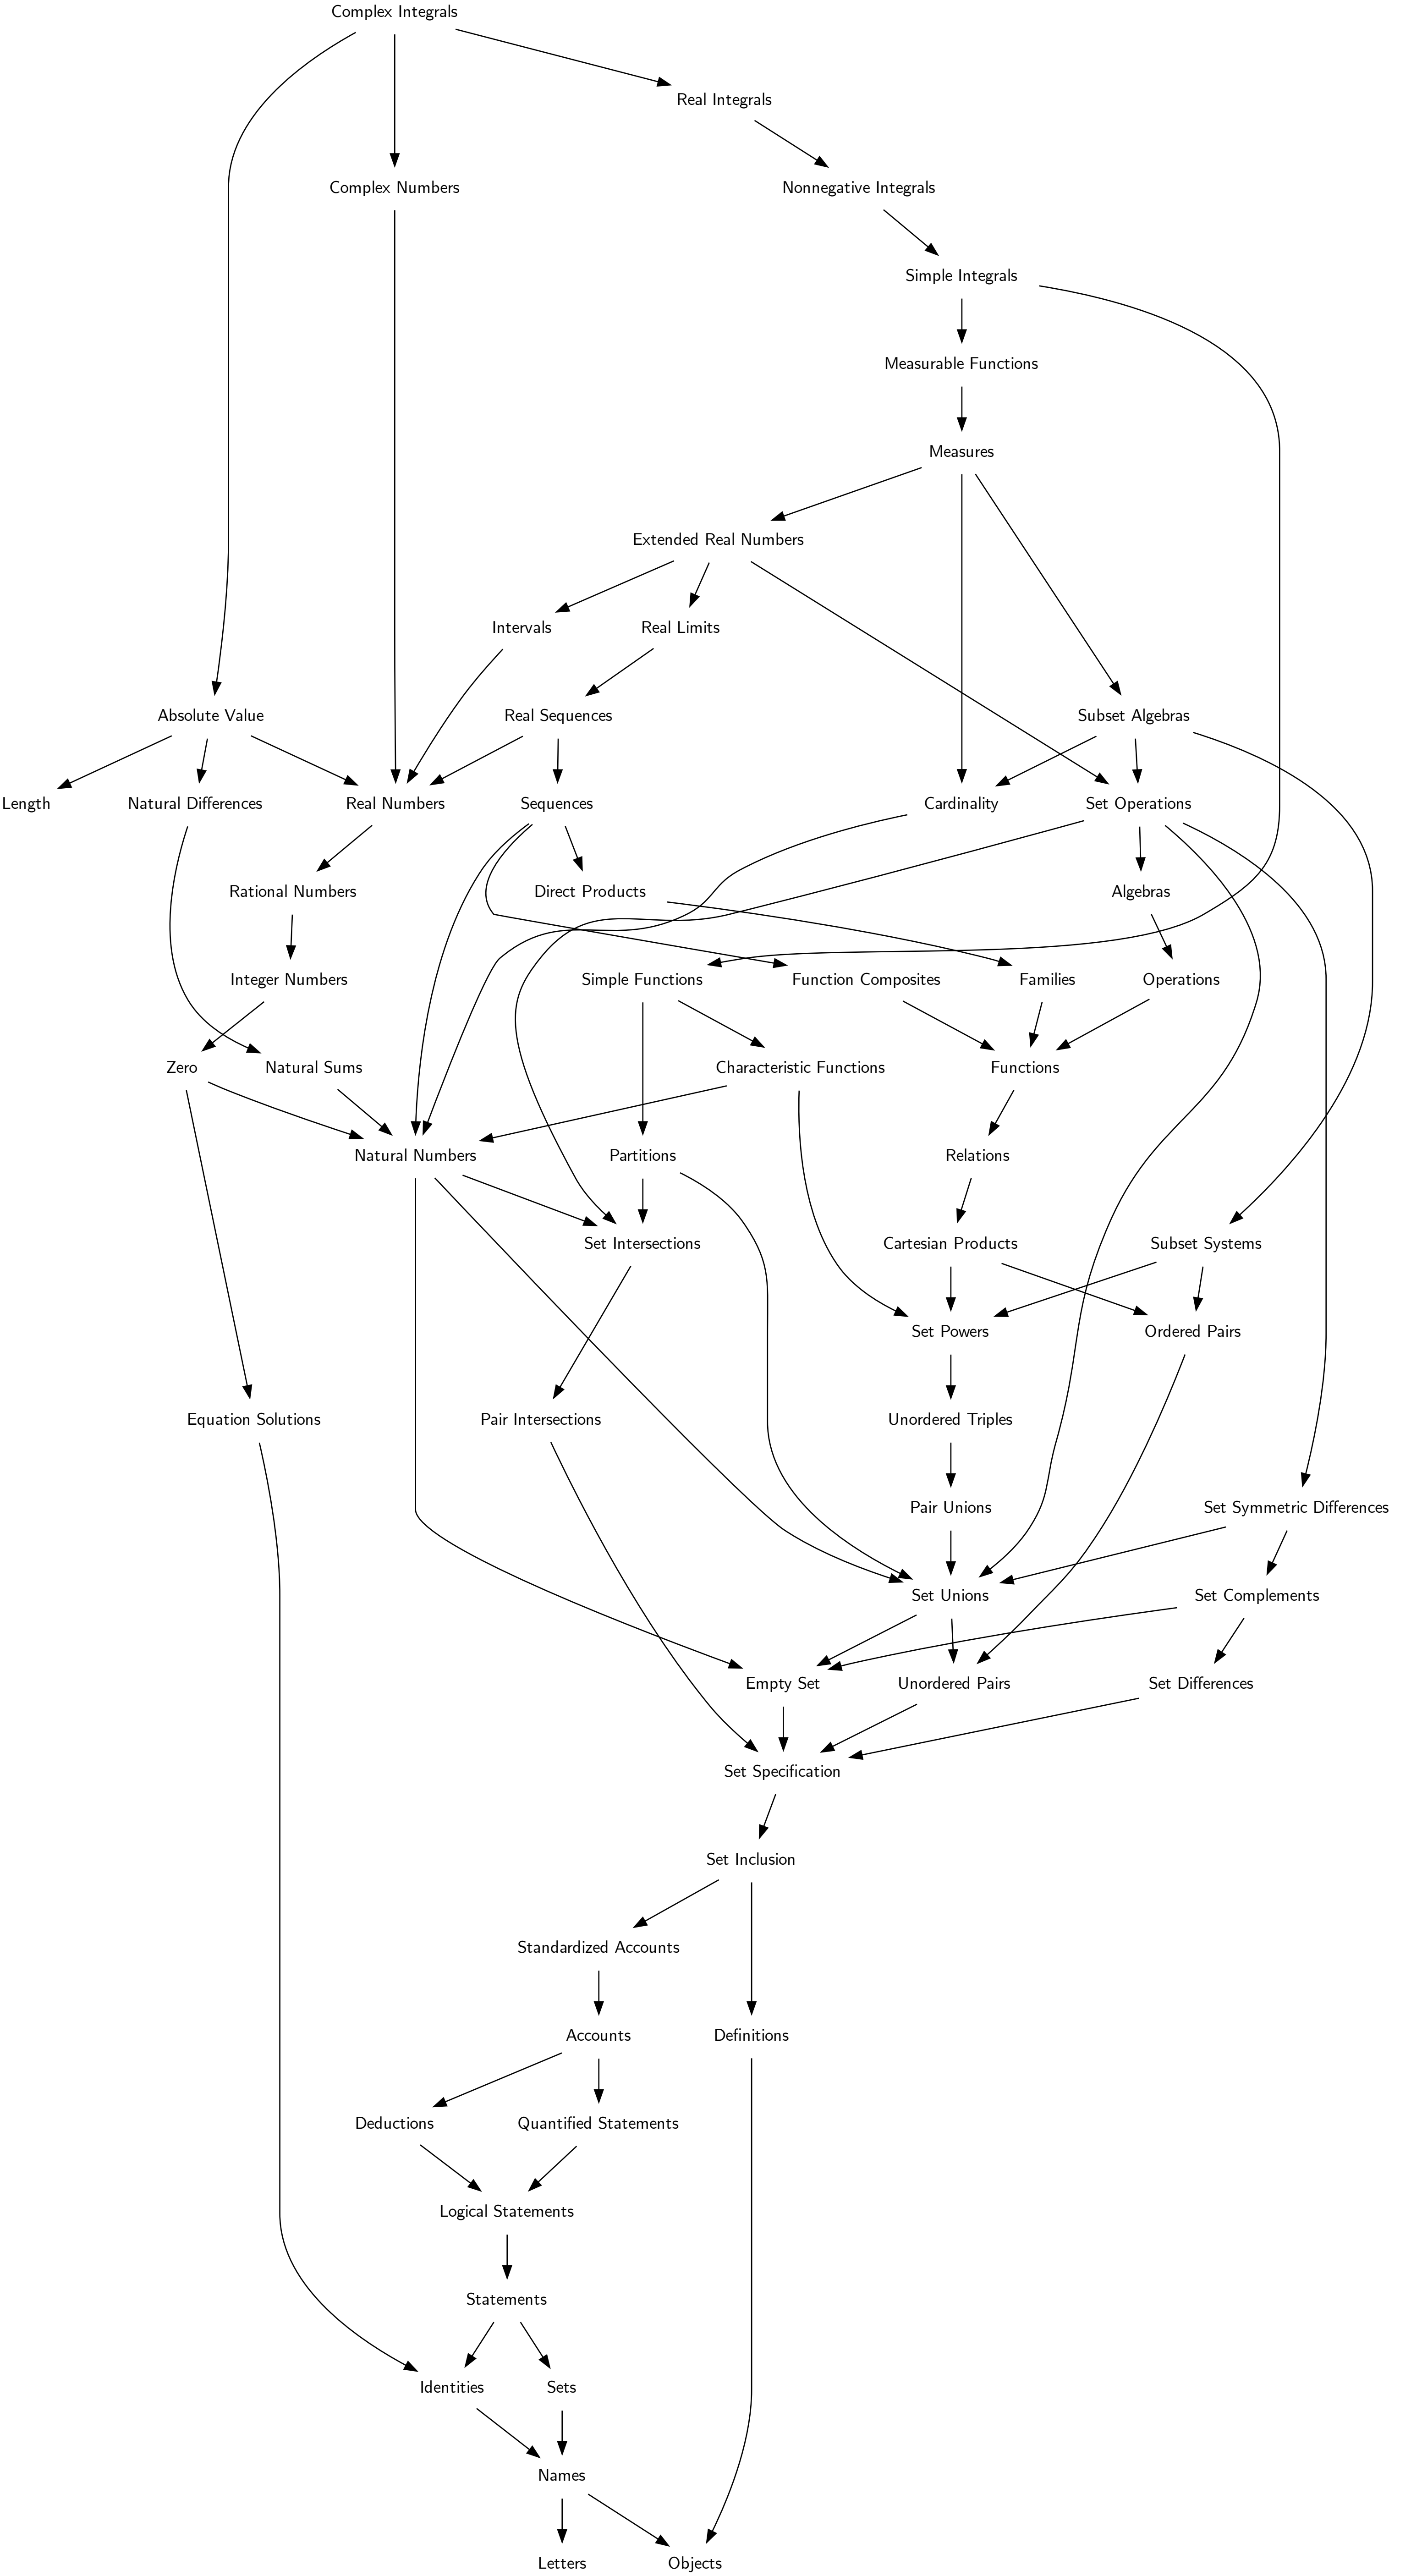 Complex Integrals
Real Integrals
Complex Numbers
Nonnegative Integrals
Simple Integrals
Measurable Functions
Measures
Extended Real Numbers
Intervals
Real Limits
Absolute Value
Real Sequences
Subset Algebras
Length
Natural Differences
Real Numbers
Sequences
Cardinality
Set Operations
Rational Numbers
Direct Products
Algebras
Integer Numbers
Simple Functions
Function Composites
Families
Operations
Zero
Natural Sums
Characteristic Functions
Functions
Natural Numbers
Partitions
Relations
Set Intersections
Cartesian Products
Subset Systems
Set Powers
Ordered Pairs
Equation Solutions
Pair Intersections
Unordered Triples
Pair Unions
Set Symmetric Differences
Set Unions
Set Complements
Empty Set
Unordered Pairs
Set Differences
Set Specification
Set Inclusion
Standardized Accounts
Accounts
Definitions
Deductions
Quantified Statements
Logical Statements
Statements
Identities
Sets
Names
Letters
Objects